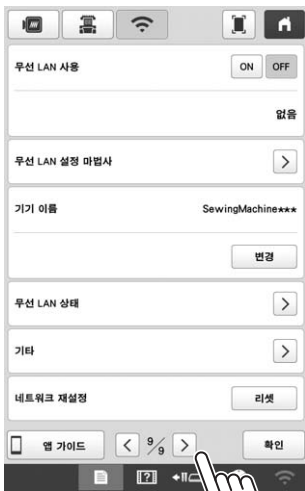 무선 LAN 사용
ON OFF
없음
무선 LAN 설정 마법사
기기 이름 SewingMachine***
변경
무선 LAN 상태
기타
네트워크 재설정 리셋
앱 가이드 9/9 확인